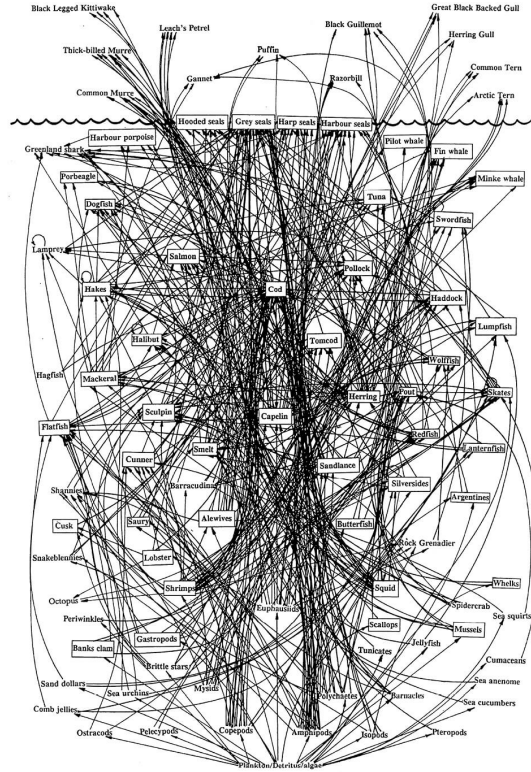 Black Legged Kittiwake
Leach's Petrel
Great Black Backed Gull
Black Guillemot
Herring Gull
Thick-billed Murre
Puffin
Gannet
Razorbill
Common Tern
Common Murre
Arctic Tern
Hooded seals
Grey seals
Harp seals
Harbour seals
Harbour porpoise
Pilot whale
Fin whale
Greenland shark
Porbeagle
Minke whale
Dogfish
Tuna
Swordfish
Lamprey
Salmon
Pollock
Hakes
Cod
Haddock
Lumpfish
Halibut
Tomcod
Wolffish
Hagfish
Mackeral
Herring
Pout
Skates
Sculpin
Capelin
Flatfish
Redfish
Smelt
Lanternfish
Cunner
Sandlance
Barracudina
Silversides
Shannies
Argentines
Alewives
Cusk
Saury
Butterfish
Snakeblennies
Lobster
Rock Grenadier
Shrimps
Squid
Whelks
Octopus
Euphausiids
Spidercrab
Periwinkles
Scallops
Sea squirts
Gastropods
Mussels
Banks clam
Jellyfish
Tunicates
Brittle stars
Cumaceans
Sand dollars
Mysids
Sea anenome
Sea urchins
Polychaetes
Barnacles
Comb jellies
Sea cucumbers
Ostracods
Pelecypods
Copepods
Amphipods
Isopods
Pteropods
Plankton/Detritus/algae